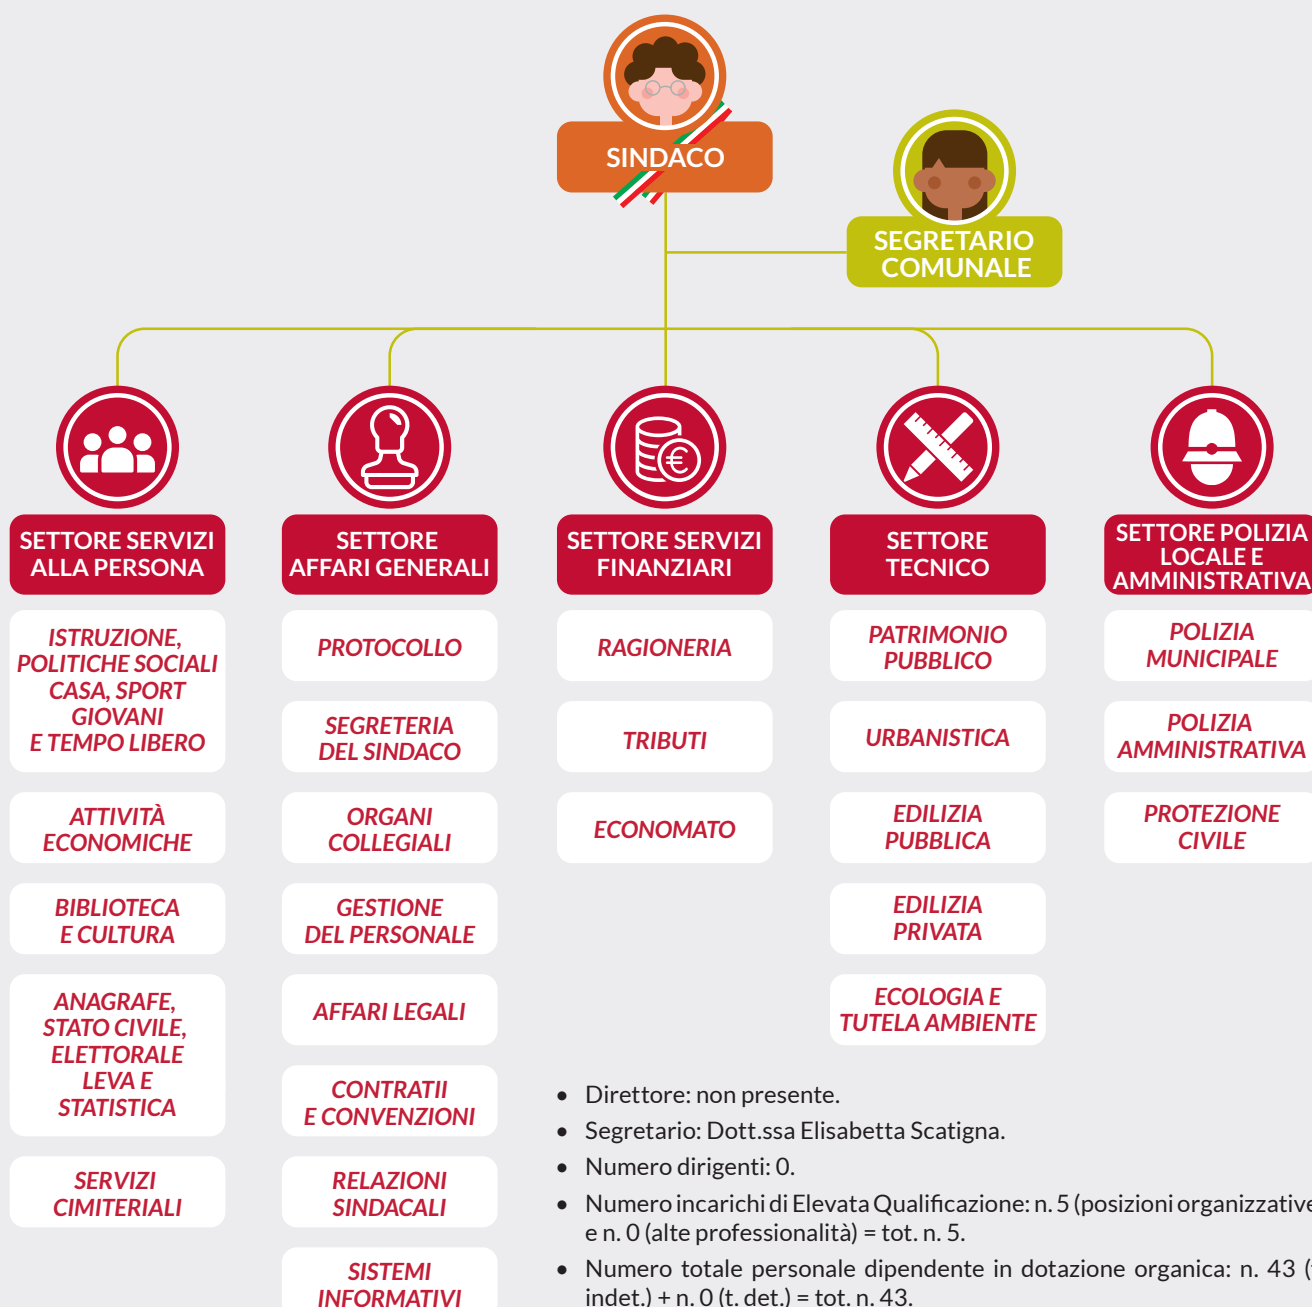 SINDACO
SEGRETARIO
COMUNALE
SETTORE SERVIZI
ALLA PERSONA
ISTRUZIONE,
POLITICHE SOCIALI
CASA, SPORT
GIOVANI
E TEMPO LIBERO
ATTIVITÀ
ECONOMICHE
BIBLIOTECA
E CULTURA
ANAGRAFE,
STATO CIVILE,
ELETTORALE
LEVA E
STATISTICA
SERVIZI
CIMITERIALI
SETTORE
AFFARI GENERALI
PROTOCOLLO
SEGRETERIA
DEL SINDACO
ORGANI
COLLEGIALI
GESTIONE
DEL PERSONALE
AFFARI LEGALI
CONTRATII
E CONVENZIONI
RELAZIONI
SINDACALI
SISTEMI
INFORMATIVI
SETTORE SERVIZI
FINANZIARI
RAGIONERIA
TRIBUTI
ECONOMATO
SETTORE
TECNICO
PATRIMONIO
PUBBLICO
URBANISTICA
EDILIZIA
PUBBLICA
EDILIZIA
PRIVATA
ECOLOGIA E
TUTELA AMBIENTE
SETTORE POLIZIA
LOCALE E
AMMINISTRATIVA
POLIZIA
MUNICIPALE
POLIZIA
AMMINISTRATIVA
PROTEZIONE
CIVILE
• Direttore: non presente.
• Segretario: Dott.ssa Elisabetta Scatigna.
• Numero dirigenti: 0.
• Numero incarichi di Elevata Qualificazione: n. 5 (posizioni organizzative
e n. 0 (alte professionalità) = tot. n. 5.
• Numero totale personale dipendente in dotazione organica: n. 43 (
indet.) + n. 0 (t. det.) = tot. n. 43.